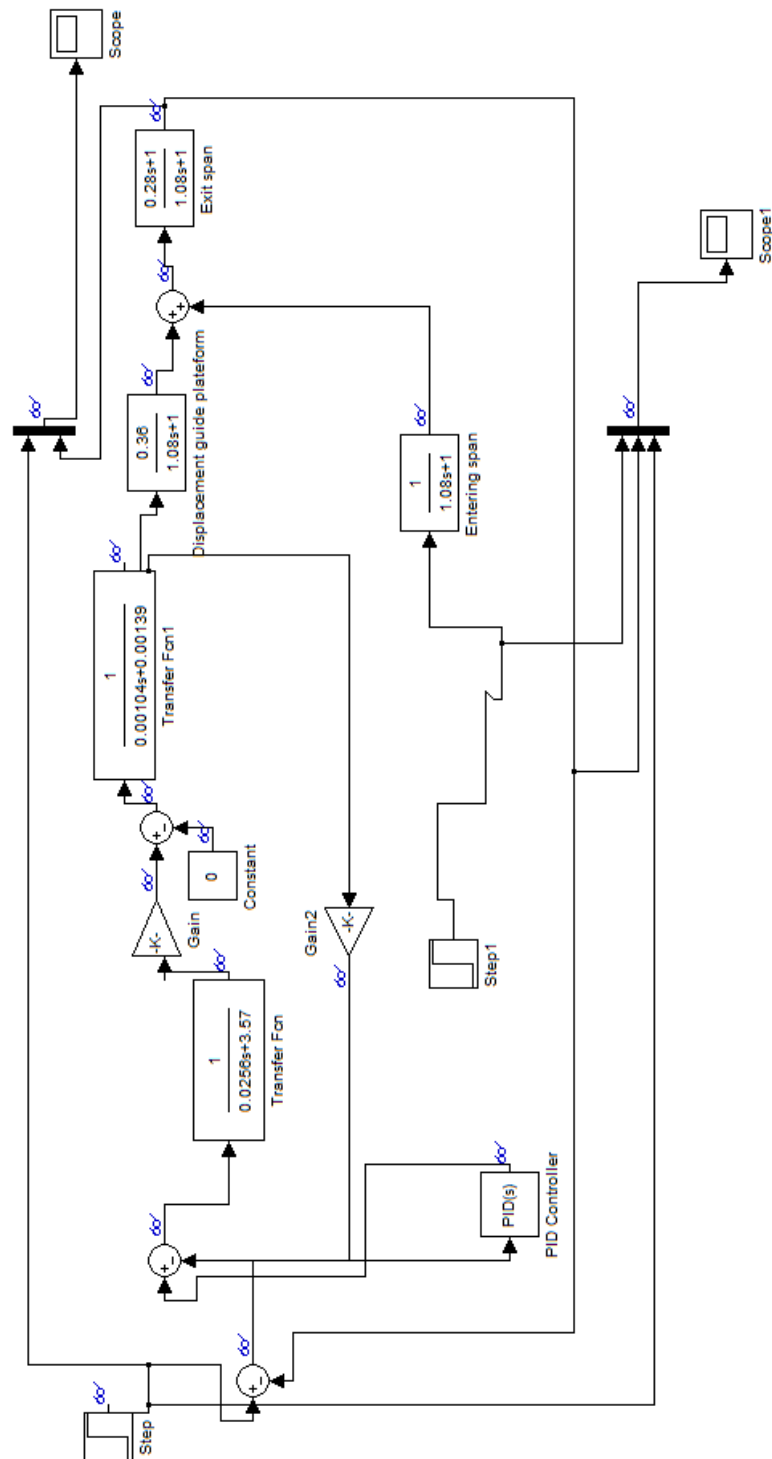 Step
+
−
+
−
PID(s)
PID Controller
1
0.0256s+3.57
Transfer Fcn
-K-
Gain
-K-
Gain2
+
−
0
Constant
1
0.00104s+0.00139
Transfer Fcn1
0.36
1.08s+1
Displacement guide plateform
Step1
1
1.08s+1
Entering span
+
+
0.28s+1
1.08s+1
Exit span
Scope
Scope1